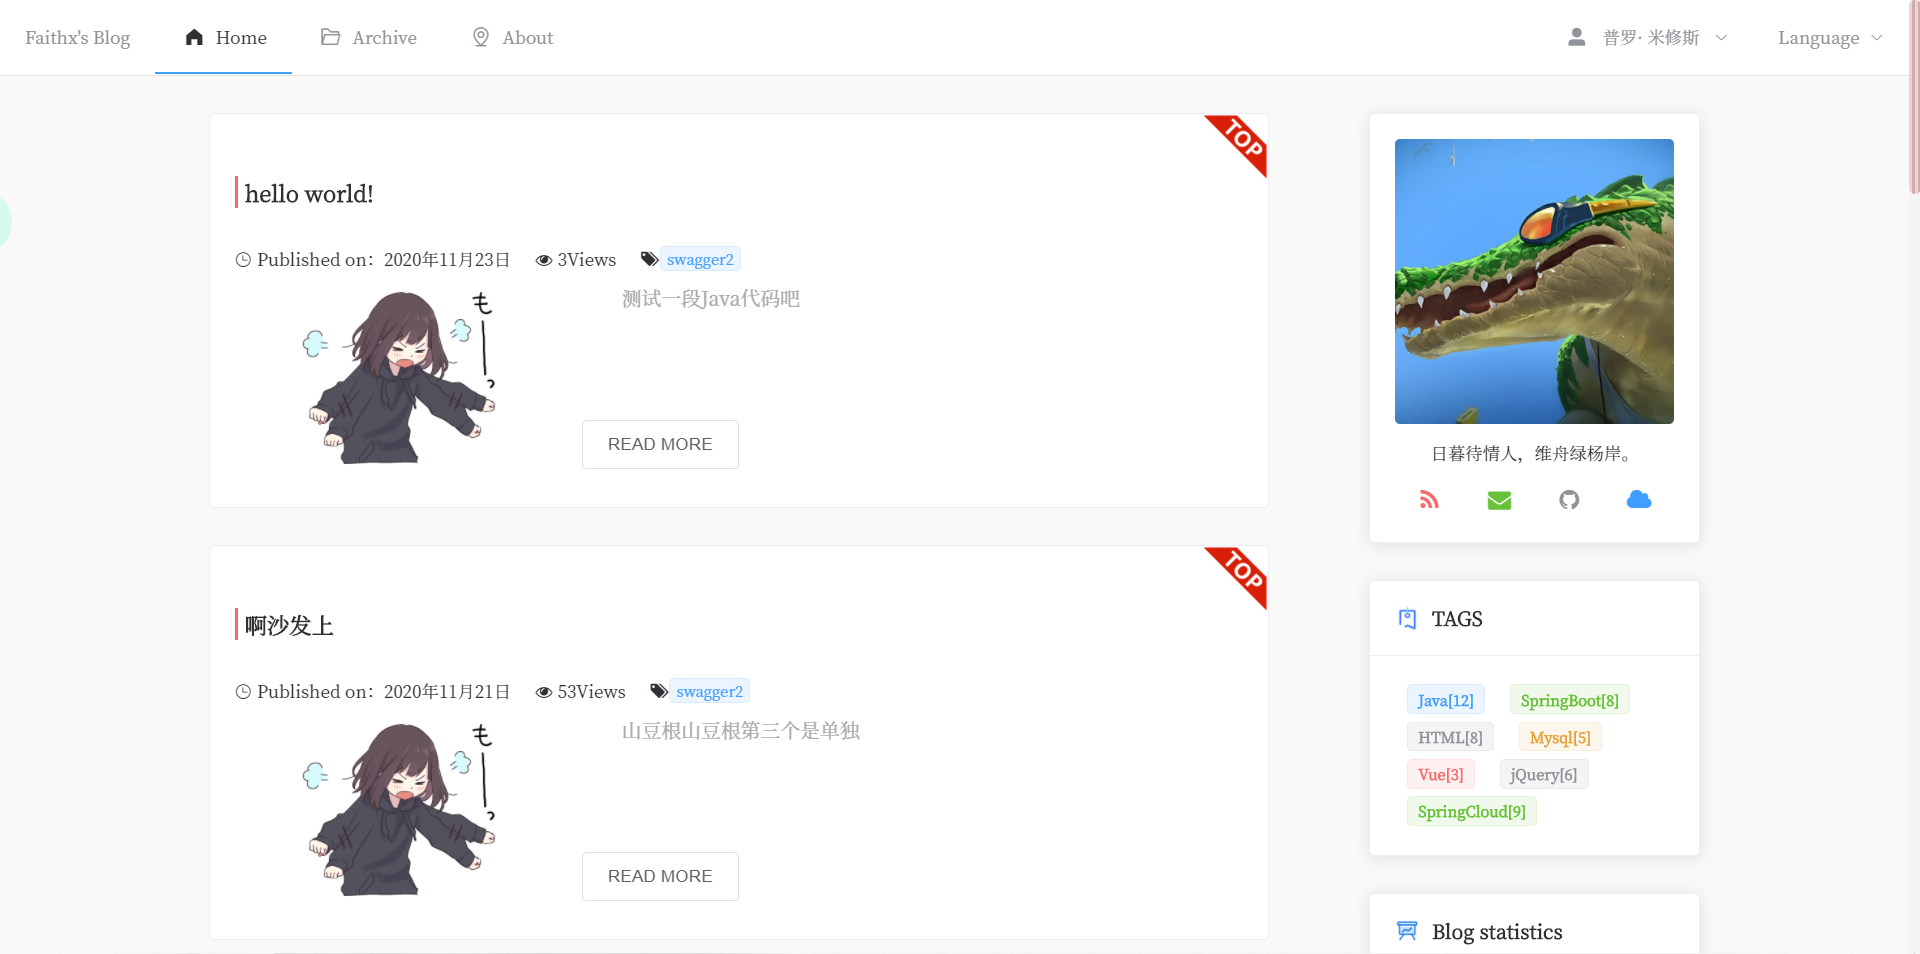 Faithx's Blog Home Archive About 普罗· 米修斯 Language
TOP
hello world!
Published on: 2020年11月23日 3Views swagger2
测试一段Java代码吧
もーっ
READ MORE
TOP
啊沙发上
Published on: 2020年11月21日 53Views swagger2
山豆根山豆根第三个是单独
もーっ
READ MORE
日暮待情人，维舟绿杨岸。
TAGS
Java[12] SpringBoot[8]
HTML[8] Mysql[5]
Vue[3] jQuery[6]
SpringCloud[9]
Blog statistics